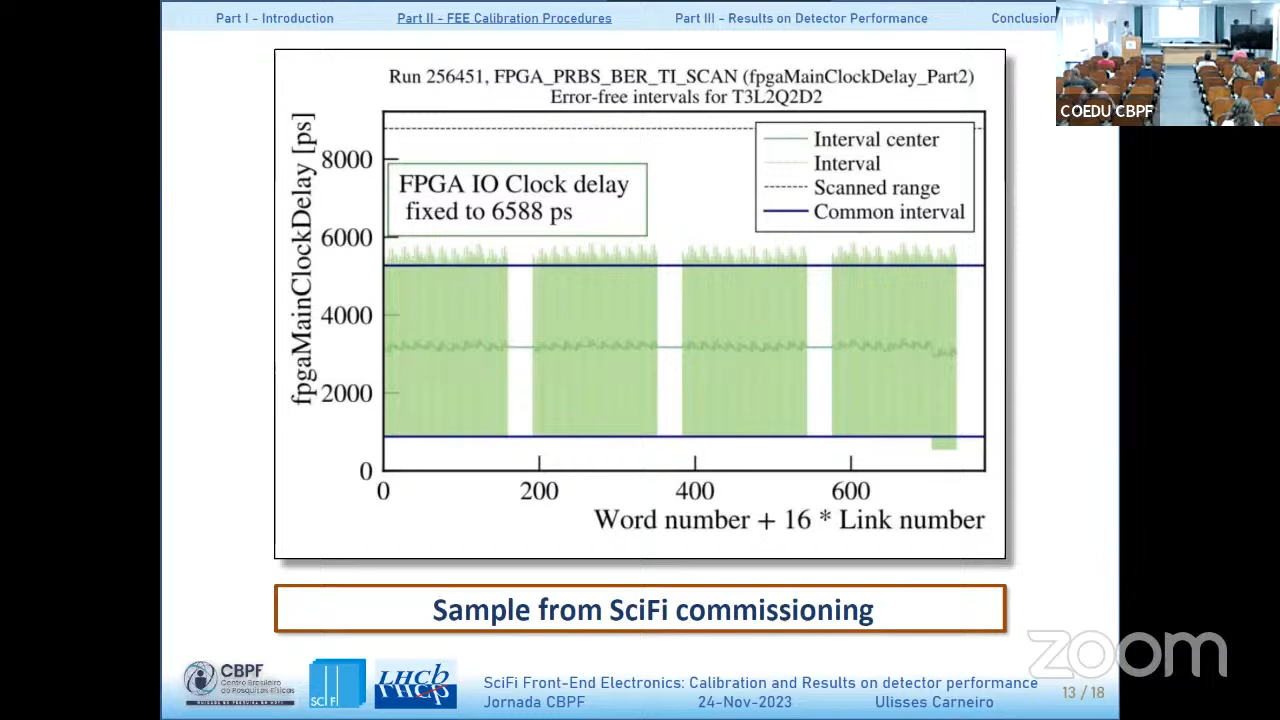 Part I - Introduction
Part II - FEE Calibration Procedures
Part III - Results on Detector Performance
Conclusion
COEDU CBPF
Run 256451, FPGA_PRBS_BER_TI_SCAN (fpgaMainClockDelay_Part2)
Error-free intervals for T3L2Q2D2
fpgaMainClockDelay [ps]
8000
6000
4000
2000
0
FPGA IO Clock delay
fixed to 6588 ps
Interval center
Interval
Scanned range
Common interval
0
200
400
600
Word number + 16 * Link number
Sample from SciFi commissioning
CBPF
Centro Brasileiro
de Pesquisas Físicas
SCI FI
LHCb
SciFi Front-End Electronics: Calibration and Results on detector performance
Jornada CBPF
24-Nov-2023
Ulisses Carneiro
13 / 18
zoom